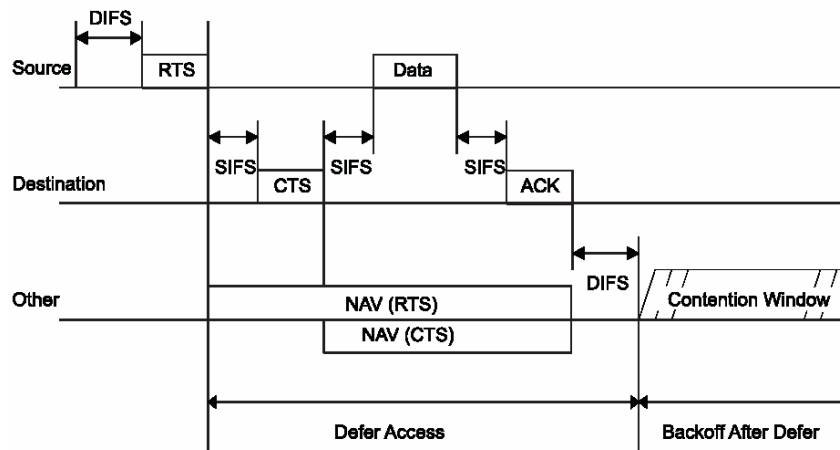 DIFS
Source
RTS
Data
SIFS
SIFS
SIFS
Destination
CTS
ACK
DIFS
Other
NAV (RTS)
Contention Window
NAV (CTS)
Defer Access
Backoff After Defer